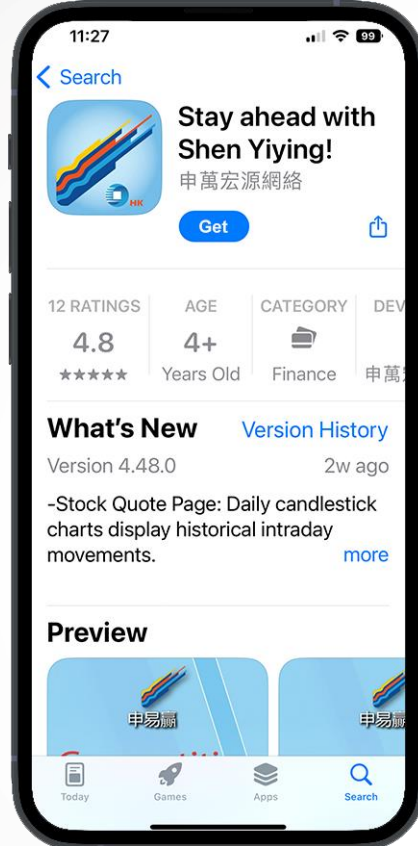 11:27
99
Search
Stay ahead with
Shen Yiying!
申萬宏源網絡
HK
Get
12 RATINGS
AGE
CATEGORY
4.8
4+
★★★★★
Years Old
Finance
申萬
What's New
Version History
Version 4.48.0
2w ago
-Stock Quote Page: Daily candlestick
charts display historical intraday
movements.
more
Preview
申易贏
申易贏
Today
Games
Apps
Search